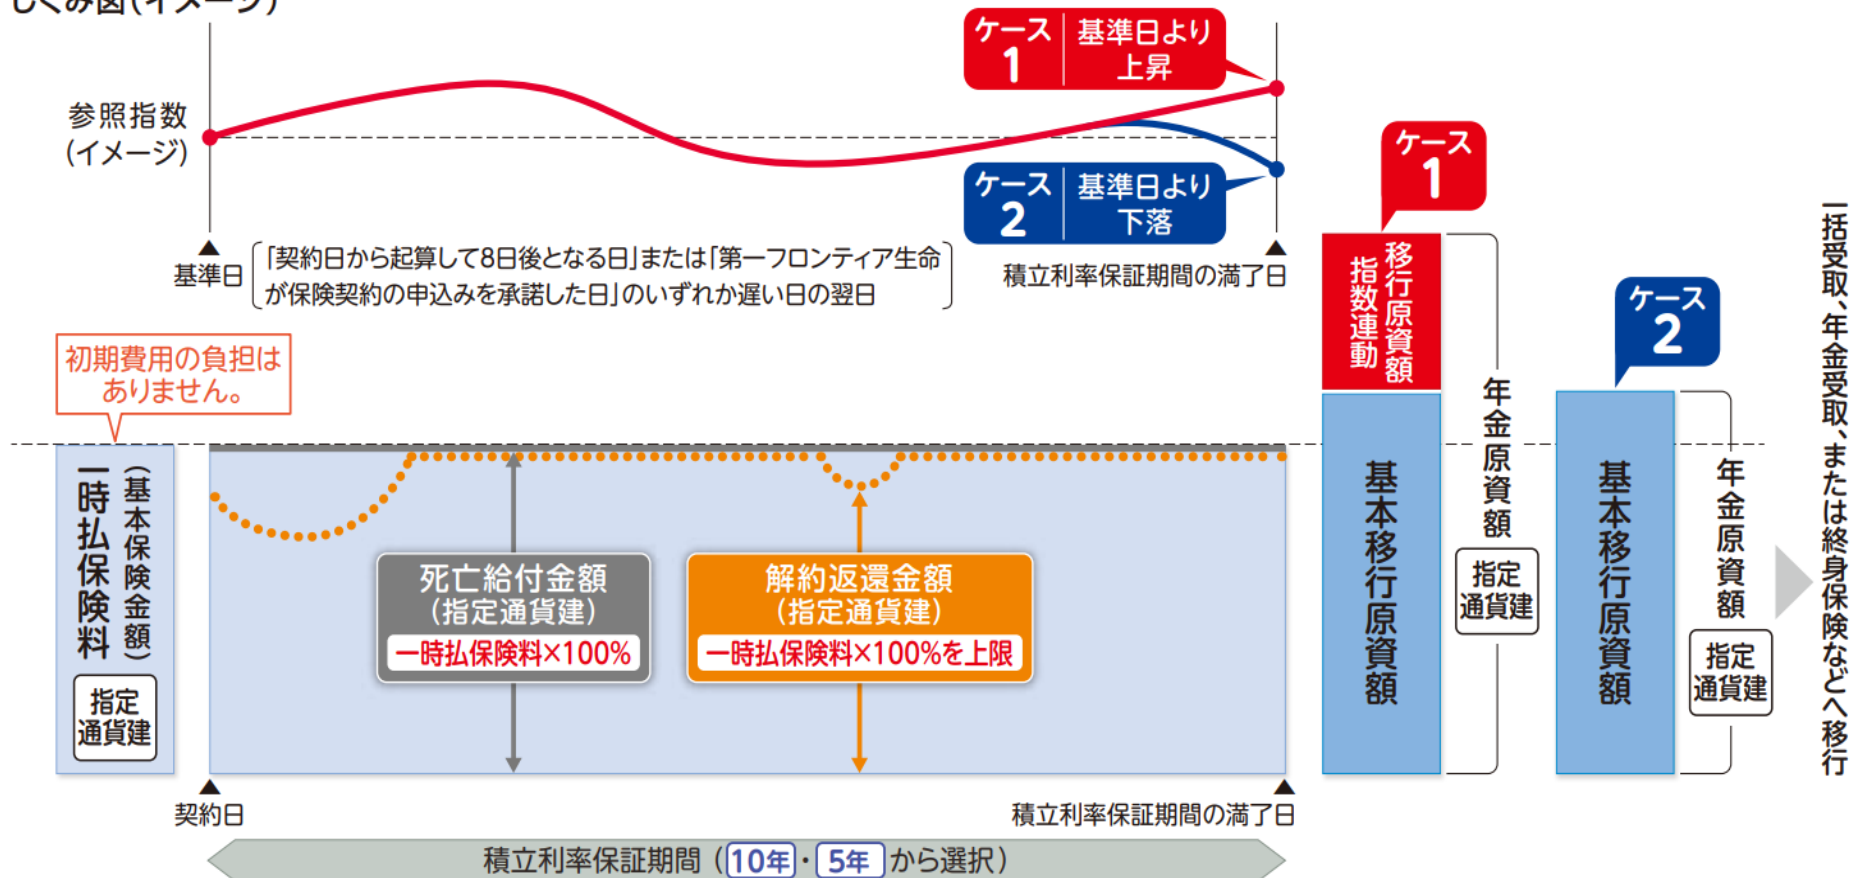 しくみ図(イメージ)
ケース
1
基準日より
上昇
参照指数
(イメージ)
ケース
2
基準日より
下落
基準日
「契約日から起算して8日後となる日」または「第一フロンティア生命
が保険契約の申込みを承諾した日」のいずれか遅い日の翌日
積立利率保証期間の満了日
初期費用の負担は
ありません。
一時払保険料
(基本保険金額)
指定
通貨建
死亡給付金額
(指定通貨建)
一時払保険料×100%
解約返還金額
(指定通貨建)
一時払保険料×100%を上限
契約日
積立利率保証期間の満了日
積立利率保証期間(10年・5年から選択)
ケース
1
指数連動
移行原資額
基本移行原資額
年金原資額
指定
通貨建
ケース
2
基本移行原資額
年金原資額
指定
通貨建
一括受取、年金受取、または終身保険などへ移行